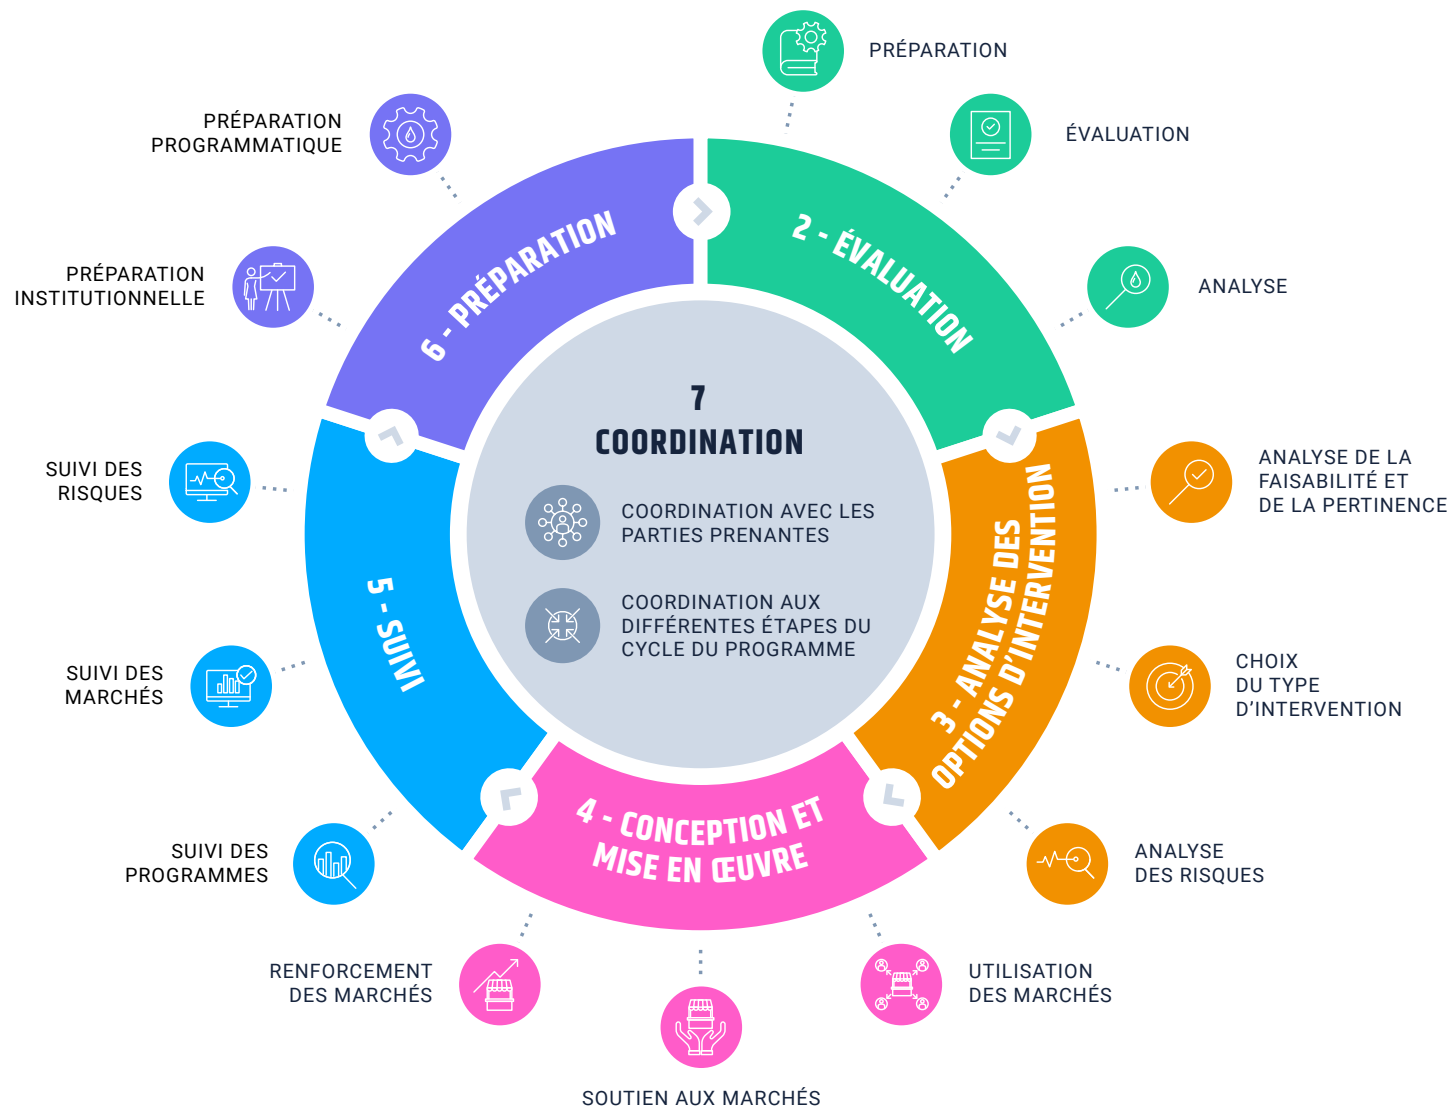 PRÉPARATION
ÉVALUATION
ANALYSE
2 - ÉVALUATION
ANALYSE DE LA
FAISABILITÉ ET
DE LA PERTINENCE
CHOIX
DU TYPE
D’INTERVENTION
ANALYSE
DES RISQUES
3 - ANALYSE DES
OPTIONS D’INTERVENTION
UTILISATION
DES MARCHÉS
SOUTIEN AUX MARCHÉS
RENFORCEMENT
DES MARCHÉS
4 - CONCEPTION ET
MISE EN ŒUVRE
SUIVI DES
PROGRAMMES
SUIVI DES
MARCHÉS
SUIVI DES
RISQUES
5 - SUIVI
PRÉPARATION
INSTITUTIONNELLE
PRÉPARATION
PROGRAMMATIQUE
6 - PRÉPARATION
7
COORDINATION
COORDINATION AVEC LES
PARTIES PRENANTES
COORDINATION AUX
DIFFÉRENTES ÉTAPES DU
CYCLE DU PROGRAMME